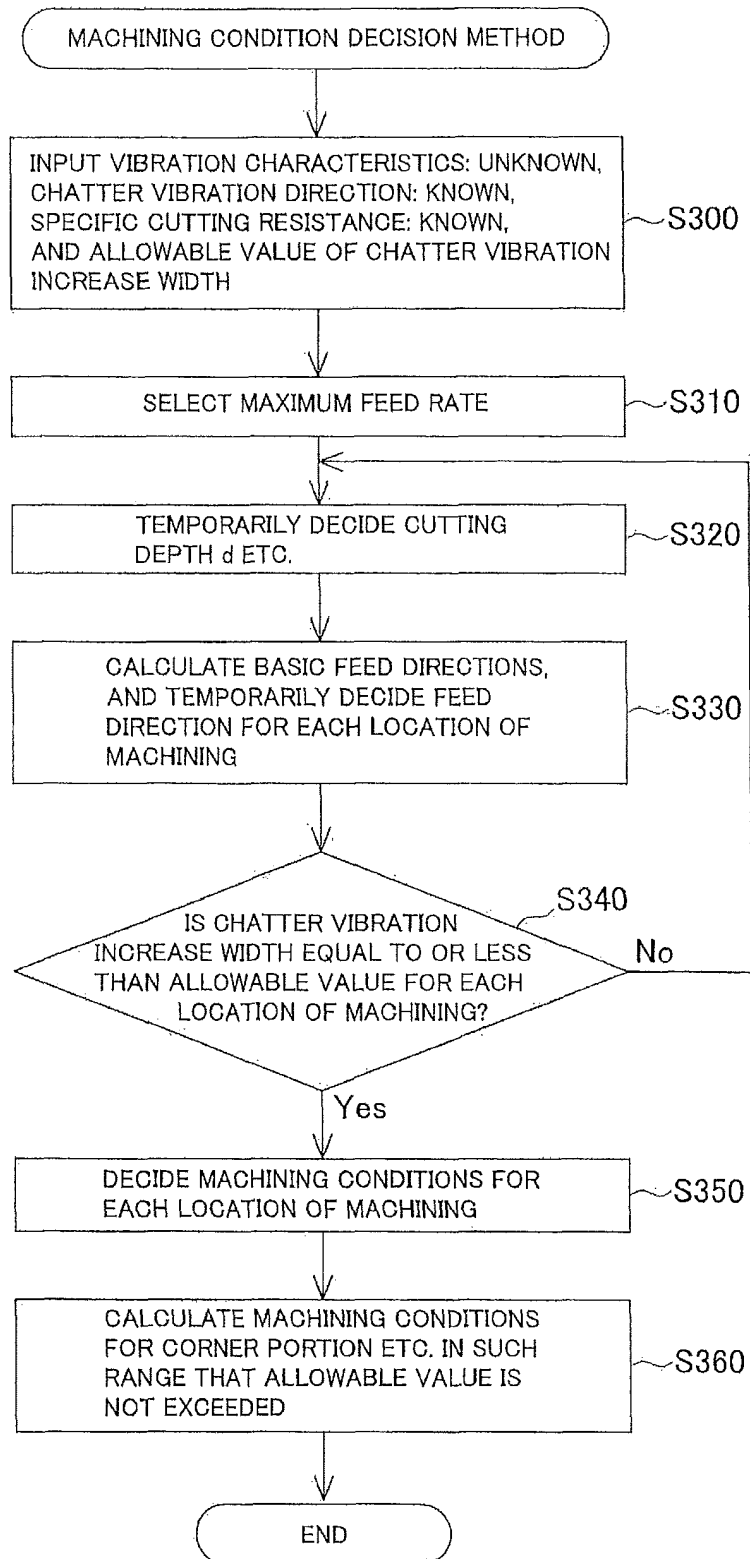 MACHINING CONDITION DECISION METHOD
INPUT VIBRATION CHARACTERISTICS: UNKNOWN,
CHATTER VIBRATION DIRECTION: KNOWN,
SPECIFIC CUTTING RESISTANCE: KNOWN,
AND ALLOWABLE VALUE OF CHATTER VIBRATION
INCREASE WIDTH
S300
SELECT MAXIMUM FEED RATE
S310
TEMPORARILY DECIDE CUTTING
DEPTH d ETC.
S320
CALCULATE BASIC FEED DIRECTIONS,
AND TEMPORARILY DECIDE FEED
DIRECTION FOR EACH LOCATION OF
MACHINING
S330
S340
IS CHATTER VIBRATION
INCREASE WIDTH EQUAL TO OR LESS
THAN ALLOWABLE VALUE FOR EACH
LOCATION OF MACHINING?
No
Yes
DECIDE MACHINING CONDITIONS FOR
EACH LOCATION OF MACHINING
S350
CALCULATE MACHINING CONDITIONS
FOR CORNER PORTION ETC. IN SUCH
RANGE THAT ALLOWABLE VALUE IS
NOT EXCEEDED
S360
END